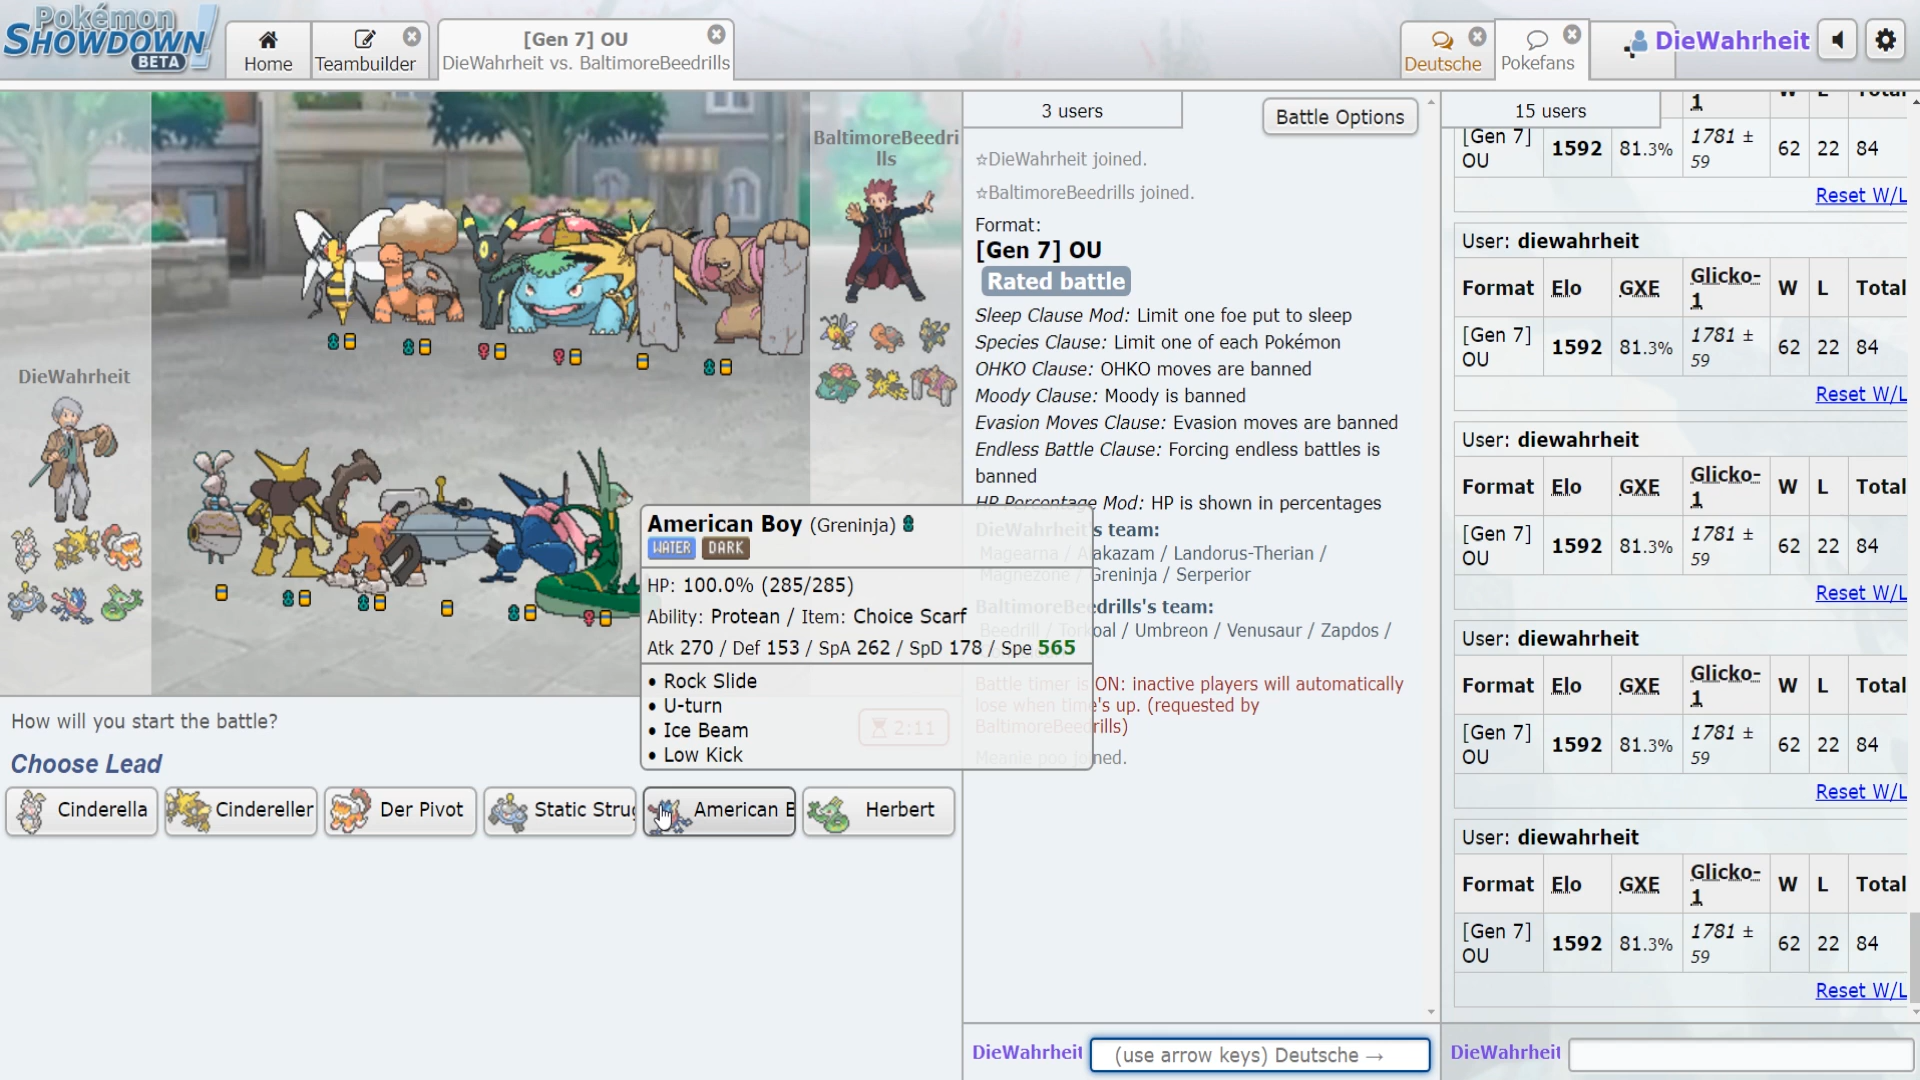 Pokémon
SHOWDOWN!
BETA
Home
Teambuilder
[Gen 7] OU
DieWahrheit vs. BaltimoreBeedrills
Deutsche
Pokefans
DieWahrheit
BaltimoreBeedri
lls
DieWahrheit
How will you start the battle?
2:11
Choose Lead
Cinderella
Cindereller
Der Pivot
Static Stru
American B
Herbert
American Boy (Greninja)
WATER DARK
HP: 100.0% (285/285)
Ability: Protean / Item: Choice Scarf
Atk 270 / Def 153 / SpA 262 / SpD 178 / Spe 565
• Rock Slide
• U-turn
• Ice Beam
• Low Kick
3 users
Battle Options
☆DieWahrheit joined.
☆BaltimoreBeedrills joined.
Format:
[Gen 7] OU
Rated battle
Sleep Clause Mod: Limit one foe put to sleep
Species Clause: Limit one of each Pokémon
OHKO Clause: OHKO moves are banned
Moody Clause: Moody is banned
Evasion Moves Clause: Evasion moves are banned
Endless Battle Clause: Forcing endless battles is
banned
HP Percentage Mod: HP is shown in percentages
DieWahrheit's team:
Magearna / Alakazam / Landorus-Therian /
Magnezone / Greninja / Serperior
BaltimoreBeedrills's team:
Beedrill / Torkoal / Umbreon / Venusaur / Zapdos /
Battle timer is ON: inactive players will automatically
lose when time's up. (requested by
BaltimoreBeedrills)
Meanie poo joined.
DieWahrheit
(use arrow keys) Deutsche →
15 users
1
[Gen 7] OU 1592 81.3% 1781 ± 59 62 22 84
Reset W/L
User: diewahrheit
Format Elo GXE Glicko-1 W L Total
[Gen 7] OU 1592 81.3% 1781 ± 59 62 22 84
Reset W/L
User: diewahrheit
Format Elo GXE Glicko-1 W L Total
[Gen 7] OU 1592 81.3% 1781 ± 59 62 22 84
Reset W/L
User: diewahrheit
Format Elo GXE Glicko-1 W L Total
[Gen 7] OU 1592 81.3% 1781 ± 59 62 22 84
Reset W/L
User: diewahrheit
Format Elo GXE Glicko-1 W L Total
[Gen 7] OU 1592 81.3% 1781 ± 59 62 22 84
Reset W/L
DieWahrheit